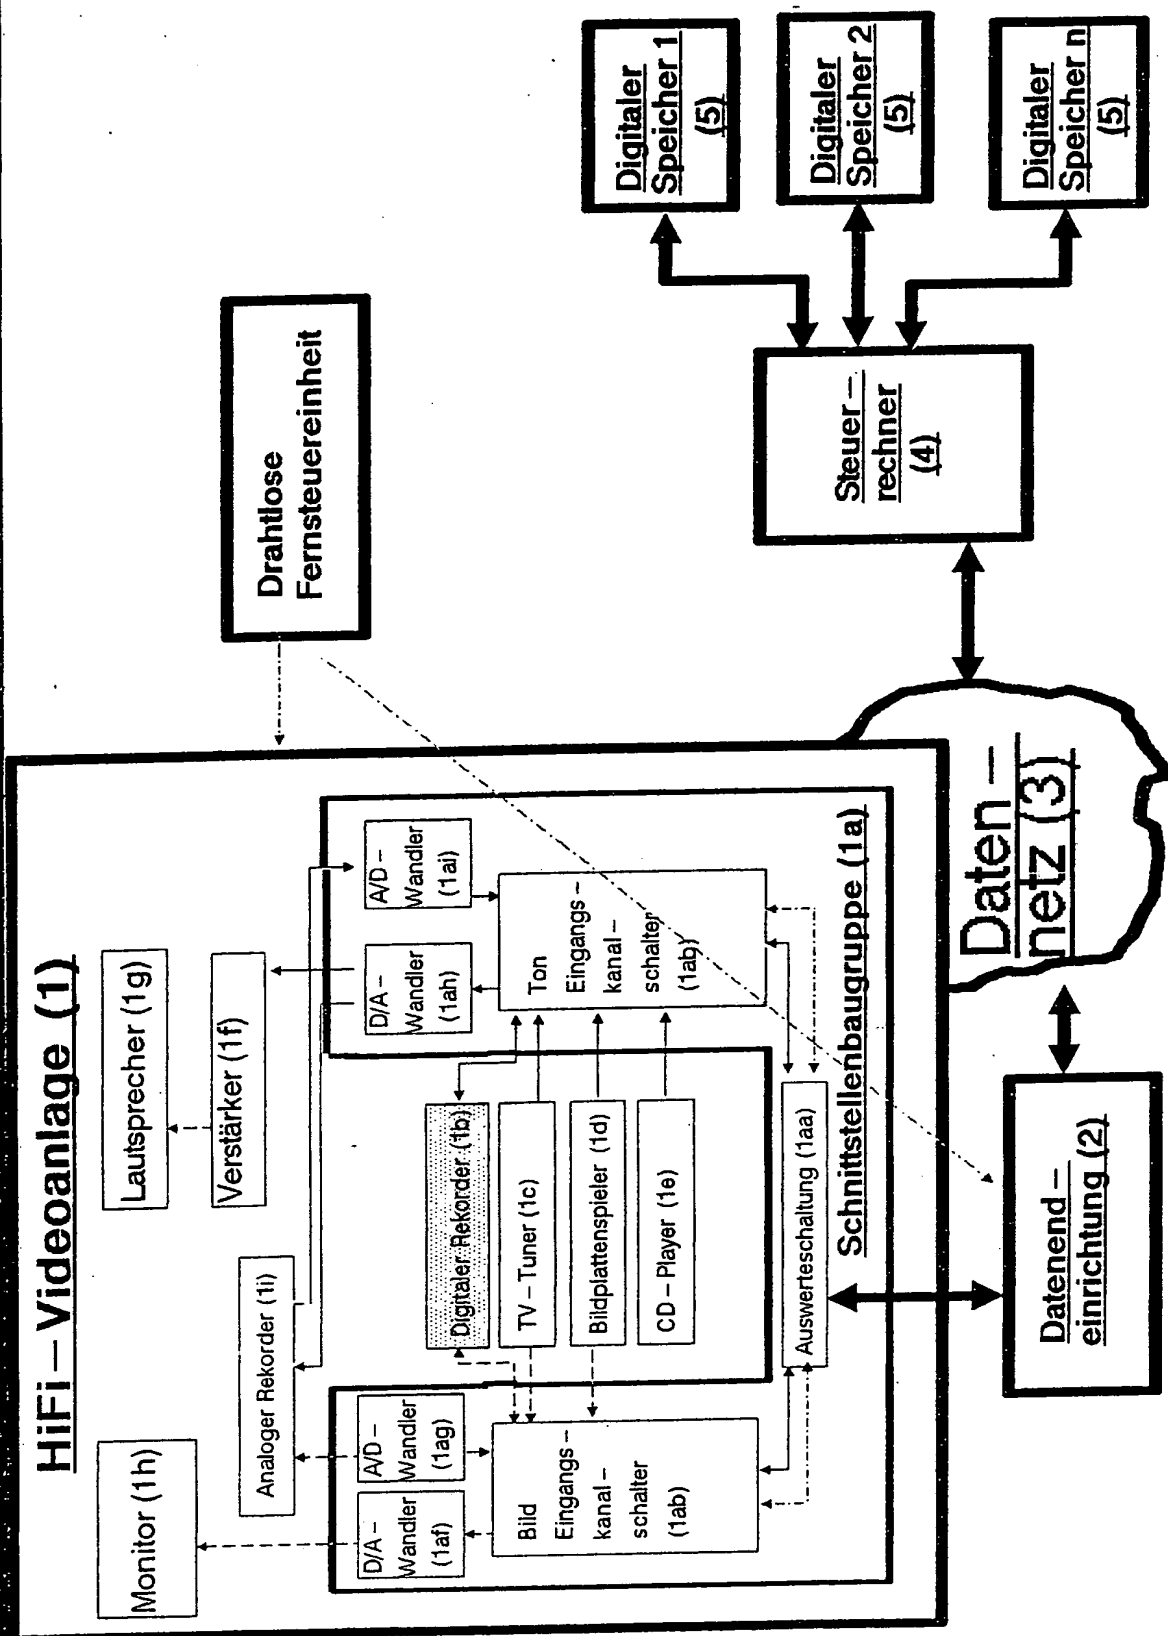 HiFi – Videoanlage (1)
Monitor (1h)
Analoger Rekorder (1i)
Lautsprecher (1g)
Verstärker (1f)
Drahtlose
Fernsteuereinheit
D/A –
Wandler
(1af)
A/D –
Wandler
(1ag)
D/A –
Wandler
(1ah)
A/D –
Wandler
(1ai)
Bild
Eingangs –
kanal –
schalter
(1ab)
Digitaler Rekorder (1b)
TV – Tuner (1c)
Bildplattenspieler (1d)
CD – Player (1e)
Ton
Eingangs –
kanal –
schalter
(1ab)
Auswerteschaltung (1aa)
Schnittstellenbaugruppe (1a)
Datenend –
einrichtung (2)
Daten –
netz (3)
Steuer –
rechner
(4)
Digitaler
Speicher 1
(5)
Digitaler
Speicher 2
(5)
Digitaler
Speicher n
(5)